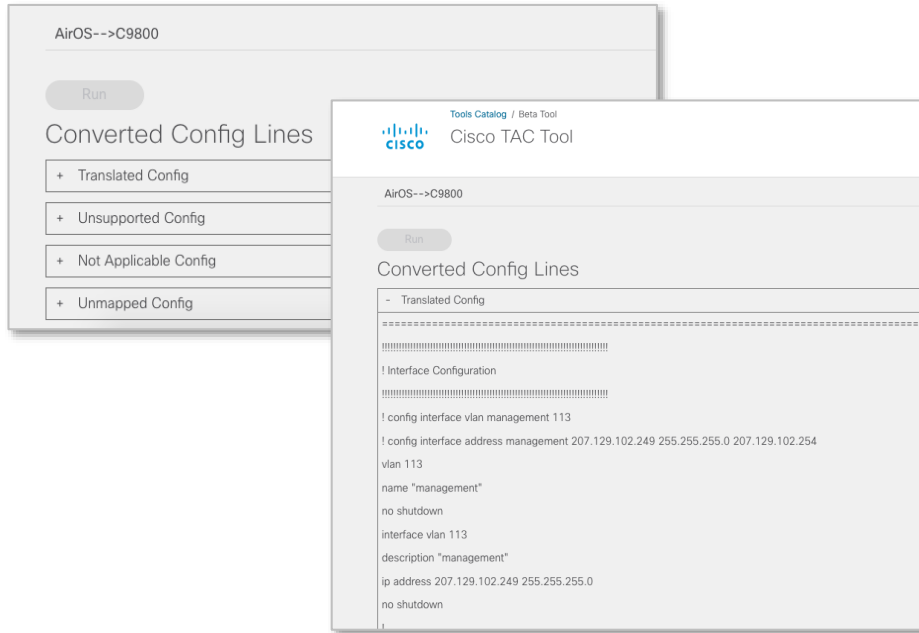 AirOS-->C9800
Run
Converted Config Lines
+ Translated Config
+ Unsupported Config
+ Not Applicable Config
+ Unmapped Config
Tools Catalog / Beta Tool
CISCO
Cisco TAC Tool
AirOS-->C9800
Run
Converted Config Lines
- Translated Config
=====================================================================================
!!!!!!!!!!!!!!!!!!!!!!!!!!!!!!!!!!!!!!!!!!!!!!!!!!!!!!!!!!!!!!!!!!!!!!!!!!!!!!!!
! Interface Configuration
!!!!!!!!!!!!!!!!!!!!!!!!!!!!!!!!!!!!!!!!!!!!!!!!!!!!!!!!!!!!!!!!!!!!!!!!!!!!!!!!
! config interface vlan management 113
! config interface address management 207.129.102.249 255.255.255.0 207.129.102.254
vlan 113
name "management"
no shutdown
interface vlan 113
description "management"
ip address 207.129.102.249 255.255.255.0
no shutdown
!